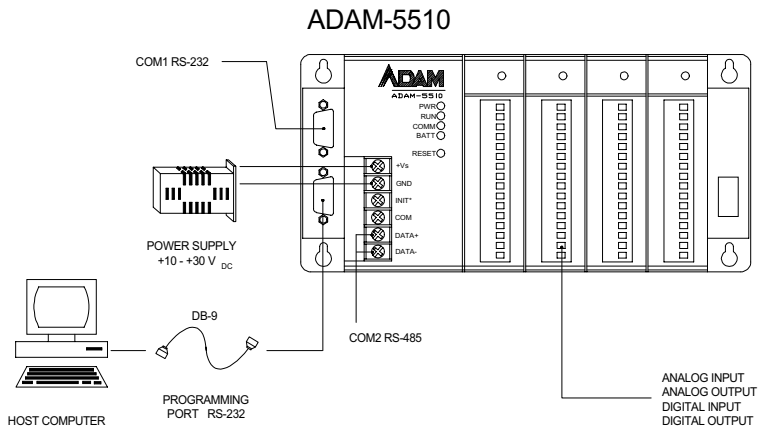 ADAM-5510
COM1 RS-232
ADAM
ADAM-5510
PWR
RUN
COMM
BATT
RESET
+Vs
GND
INIT*
COM
DATA+
DATA-
POWER SUPPLY
+10 - +30 V DC
DB-9
COM2 RS-485
PROGRAMMING
PORT RS-232
HOST COMPUTER
ANALOG INPUT
ANALOG OUTPUT
DIGITAL INPUT
DIGITAL OUTPUT